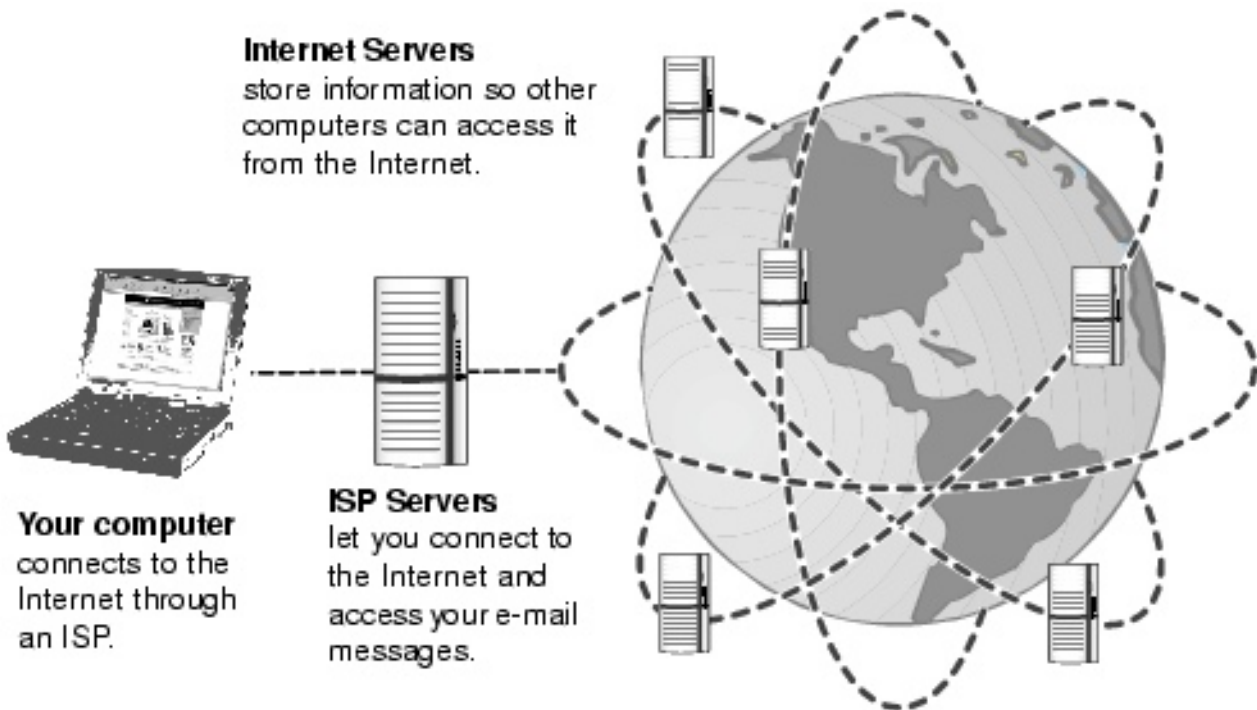 Internet Servers
store information so other
computers can access it
from the Internet.
Your computer
connects to the
Internet through
an ISP.
ISP Servers
let you connect to
the Internet and
access your e-mail
messages.